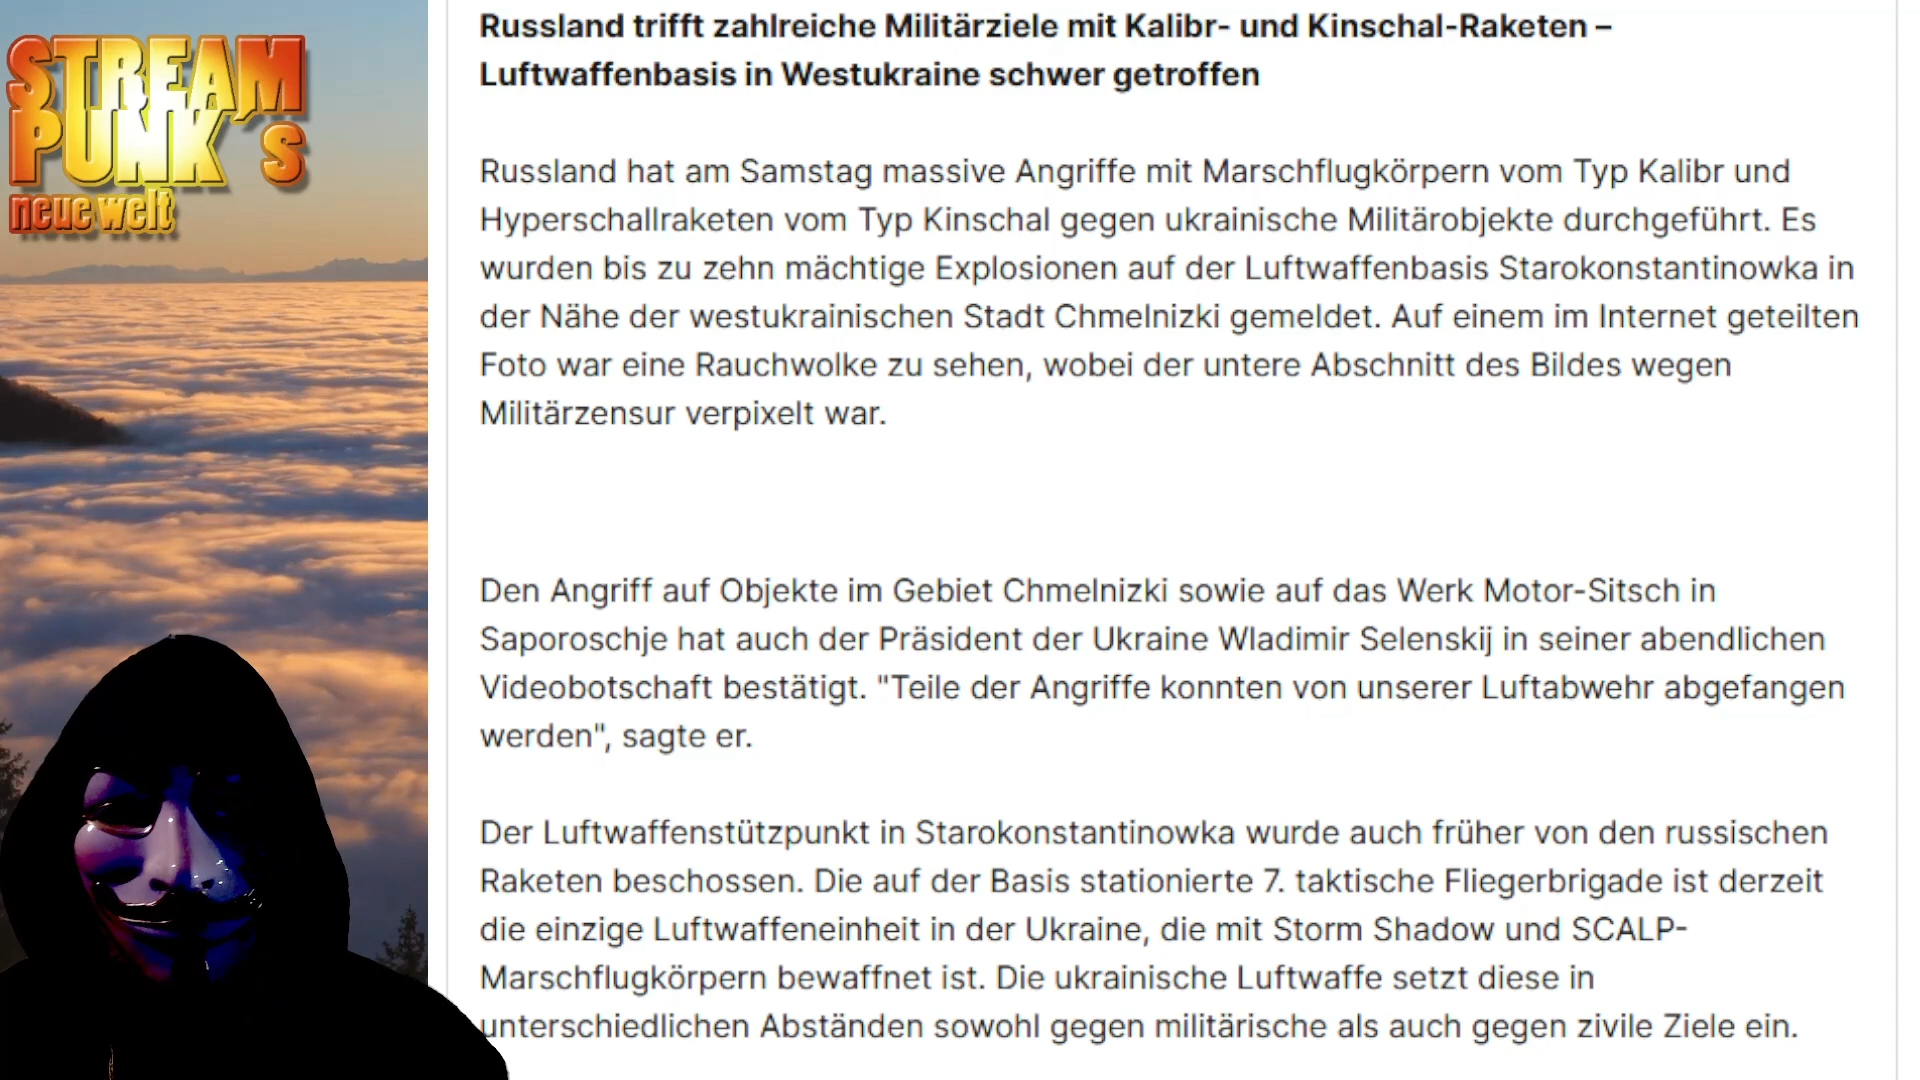 STREAM
PUNK´s
neue welt
Russland trifft zahlreiche Militärziele mit Kalibr- und Kinschal-Raketen –
Luftwaffenbasis in Westukraine schwer getroffen
Russland hat am Samstag massive Angriffe mit Marschflugkörpern vom Typ Kalibr und
Hyperschallraketen vom Typ Kinschal gegen ukrainische Militärobjekte durchgeführt. Es
wurden bis zu zehn mächtige Explosionen auf der Luftwaffenbasis Starokonstantinowka in
der Nähe der westukrainischen Stadt Chmelnizki gemeldet. Auf einem im Internet geteilten
Foto war eine Rauchwolke zu sehen, wobei der untere Abschnitt des Bildes wegen
Militärzensur verpixelt war.
Den Angriff auf Objekte im Gebiet Chmelnizki sowie auf das Werk Motor-Sitsch in
Saporoschje hat auch der Präsident der Ukraine Wladimir Selenskij in seiner abendlichen
Videobotschaft bestätigt. "Teile der Angriffe konnten von unserer Luftabwehr abgefangen
werden", sagte er.
Der Luftwaffenstützpunkt in Starokonstantinowka wurde auch früher von den russischen
Raketen beschossen. Die auf der Basis stationierte 7. taktische Fliegerbrigade ist derzeit
die einzige Luftwaffeneinheit in der Ukraine, die mit Storm Shadow und SCALP-
Marschflugkörpern bewaffnet ist. Die ukrainische Luftwaffe setzt diese in
unterschiedlichen Abständen sowohl gegen militärische als auch gegen zivile Ziele ein.